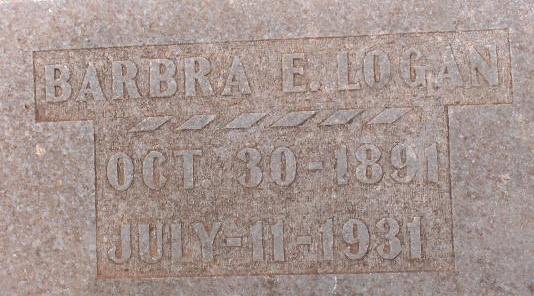 BARBRA E. LOGAN
OCT. 30-1891
JULY-11-1931